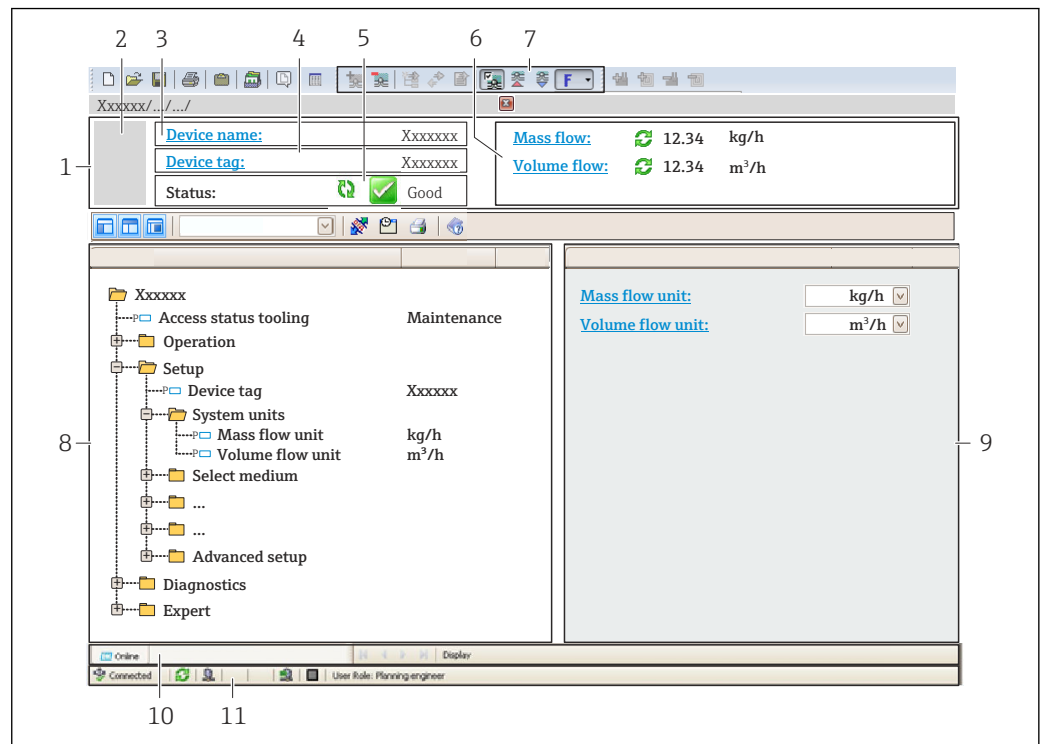 2 3 4 5 6 7
F
Xxxxxx/.../.../
1
Device name: Xxxxxxx
Device tag: Xxxxxxx
Status: Good
Mass flow: 12.34 kg/h
Volume flow: 12.34 m³/h
Xxxxxx
P Access status tooling Maintenance
Operation
Setup
P Device tag Xxxxxx
System units
P Mass flow unit kg/h
P Volume flow unit m³/h
Select medium
...
...
Advanced setup
Diagnostics
Expert
8
Mass flow unit: kg/h
Volume flow unit: m³/h
9
Online Display
Connected User Role: Planning engineer
10 11